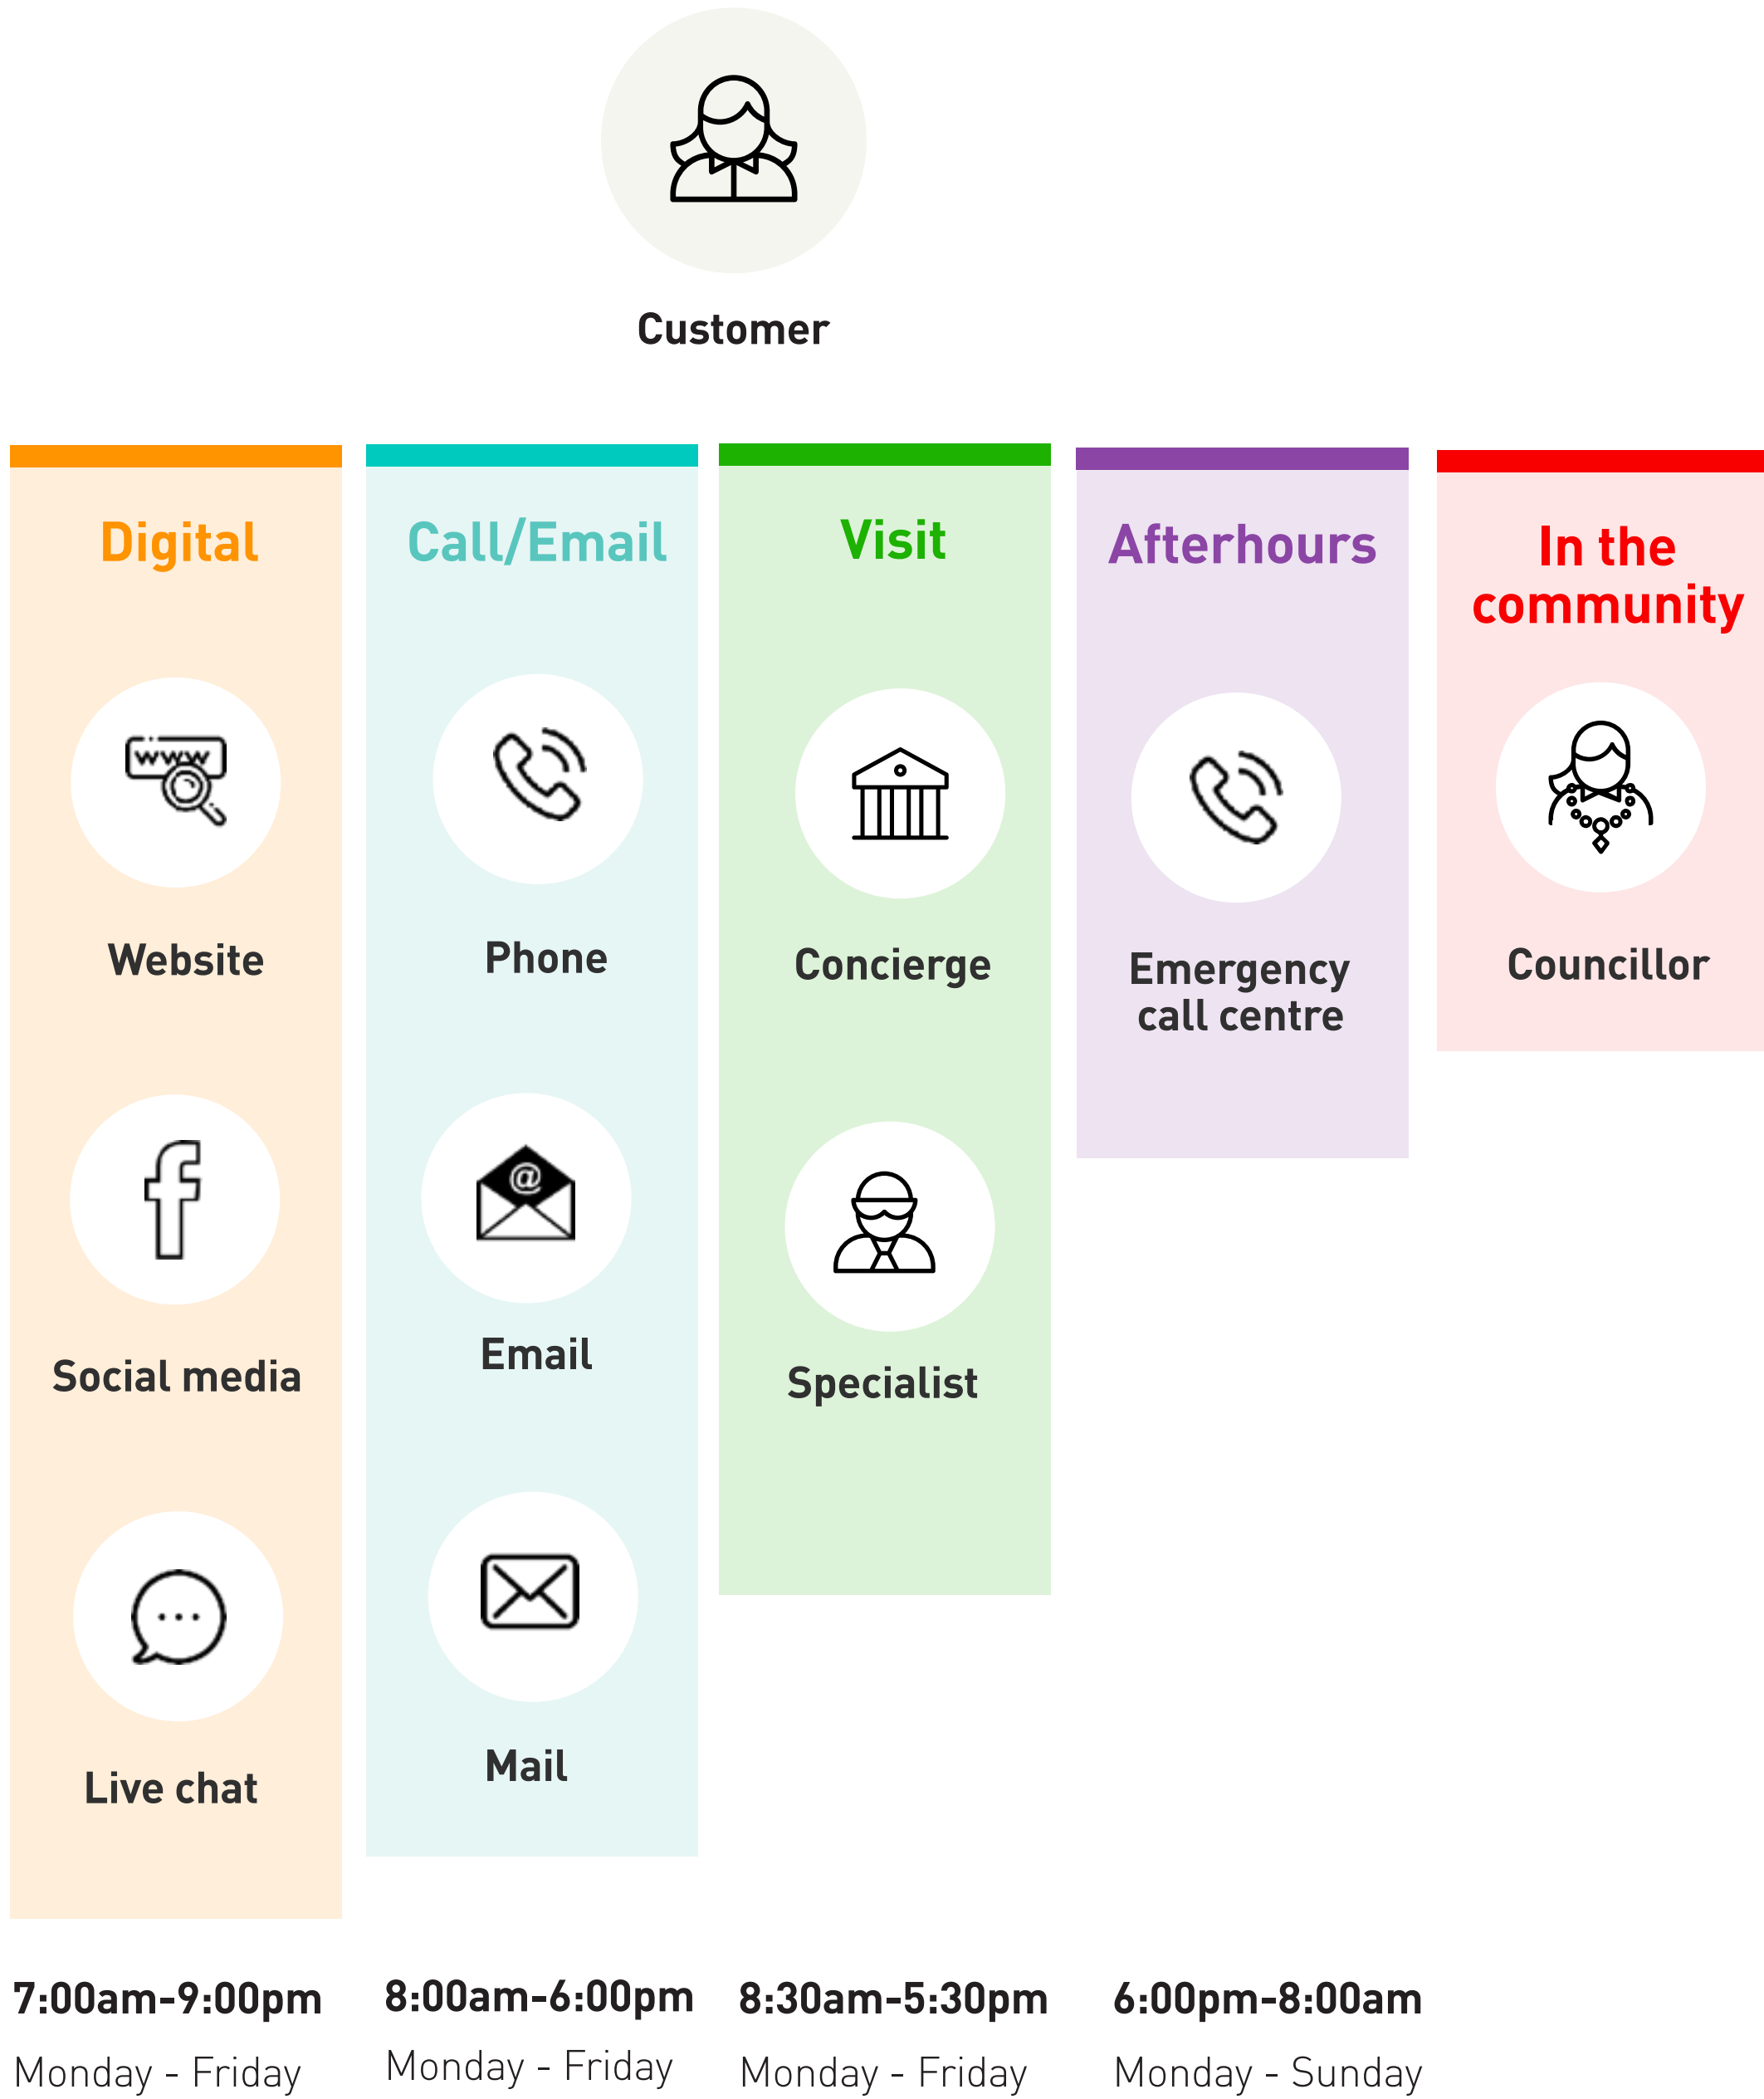 Customer
Digital
www
Website
Social media
Live chat
7:00am-9:00pm
Monday - Friday
Call/Email
Phone
@
Email
Mail
8:00am-6:00pm
Monday - Friday
Visit
Concierge
Specialist
8:30am-5:30pm
Monday - Friday
Afterhours
Emergency
call centre
6:00pm-8:00am
Monday - Sunday
In the
community
Councillor